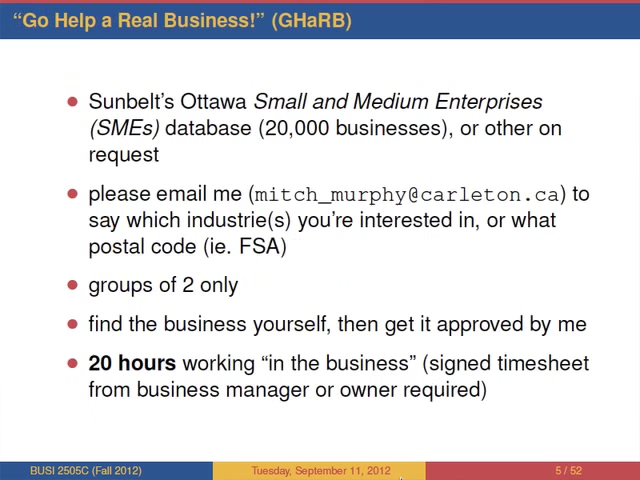 “Go Help a Real Business!” (GHaRB)
• Sunbelt’s Ottawa Small and Medium Enterprises
(SMEs) database (20,000 businesses), or other on
request
• please email me (mitch_murphy@carleton.ca) to
say which industrie(s) you’re interested in, or what
postal code (ie. FSA)
• groups of 2 only
• find the business yourself, then get it approved by me
• 20 hours working “in the business” (signed timesheet
from business manager or owner required)
BUSI 2505C (Fall 2012) Tuesday, September 11, 2012 5 / 52